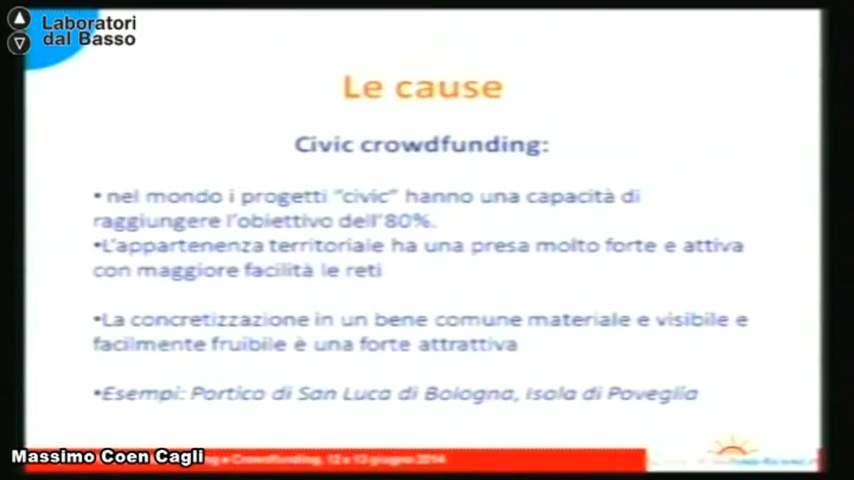 Laboratori
dal Basso
Le cause
Civic crowdfunding:
• nel mondo i progetti “civic” hanno una capacità di
raggiungere l’obiettivo dell’80%.
•L’appartenenza territoriale ha una presa molto forte e attiva
con maggiore facilità le reti
•La concretizzazione in un bene comune materiale e visibile e
facilmente fruibile è una forte attrattiva
•Esempi: Portico di San Luca di Bologna, Isola di Poveglia
Massimo Coen Cagli
e Crowdfunding, 12 e 13 giugno 2014